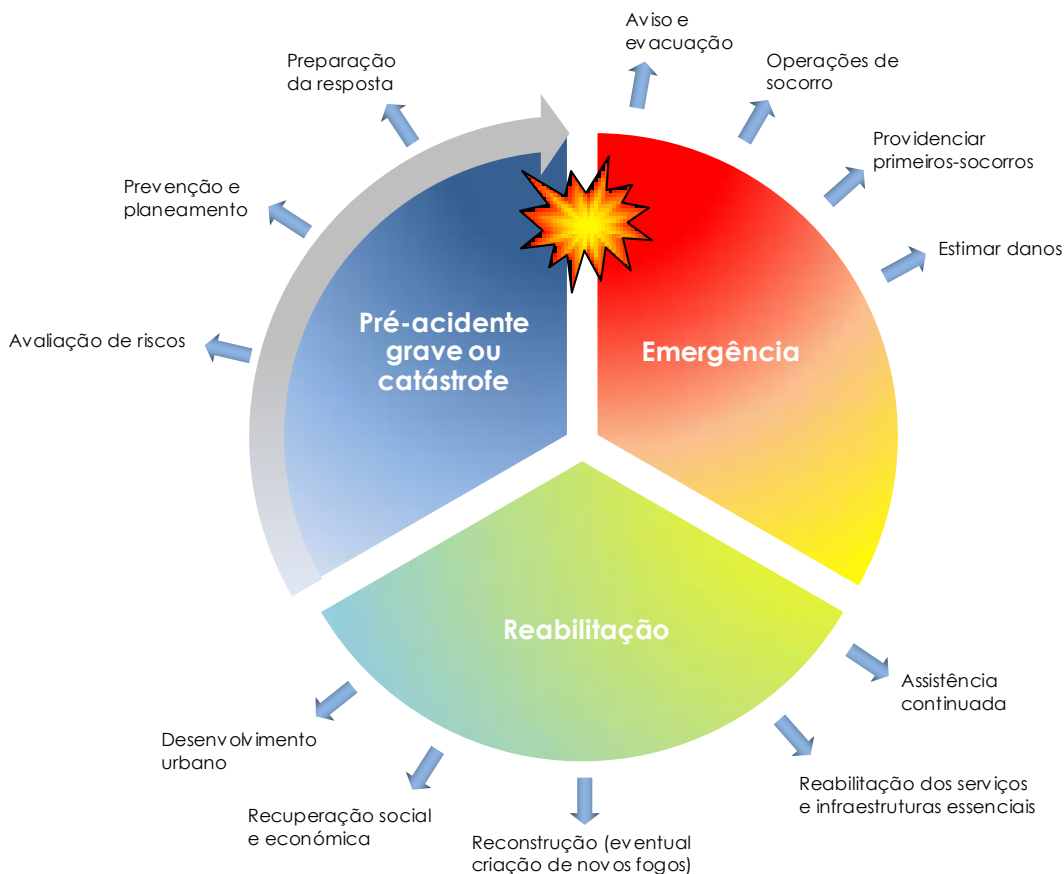 Aviso e
evacuação
Preparação
da resposta
Operações de
socorro
Providenciar
primeiros-socorros
Prevenção e
planeamento
Estimar danos
Avaliação de riscos
Pré-acidente
grave ou
catástrofe
Emergência
Reabilitação
Assistência
continuada
Desenvolvimento
urbano
Reabilitação dos serviços
e infraestruturas essenciais
Recuperação social
e económica
Reconstrução (eventual
criação de novos fogos)